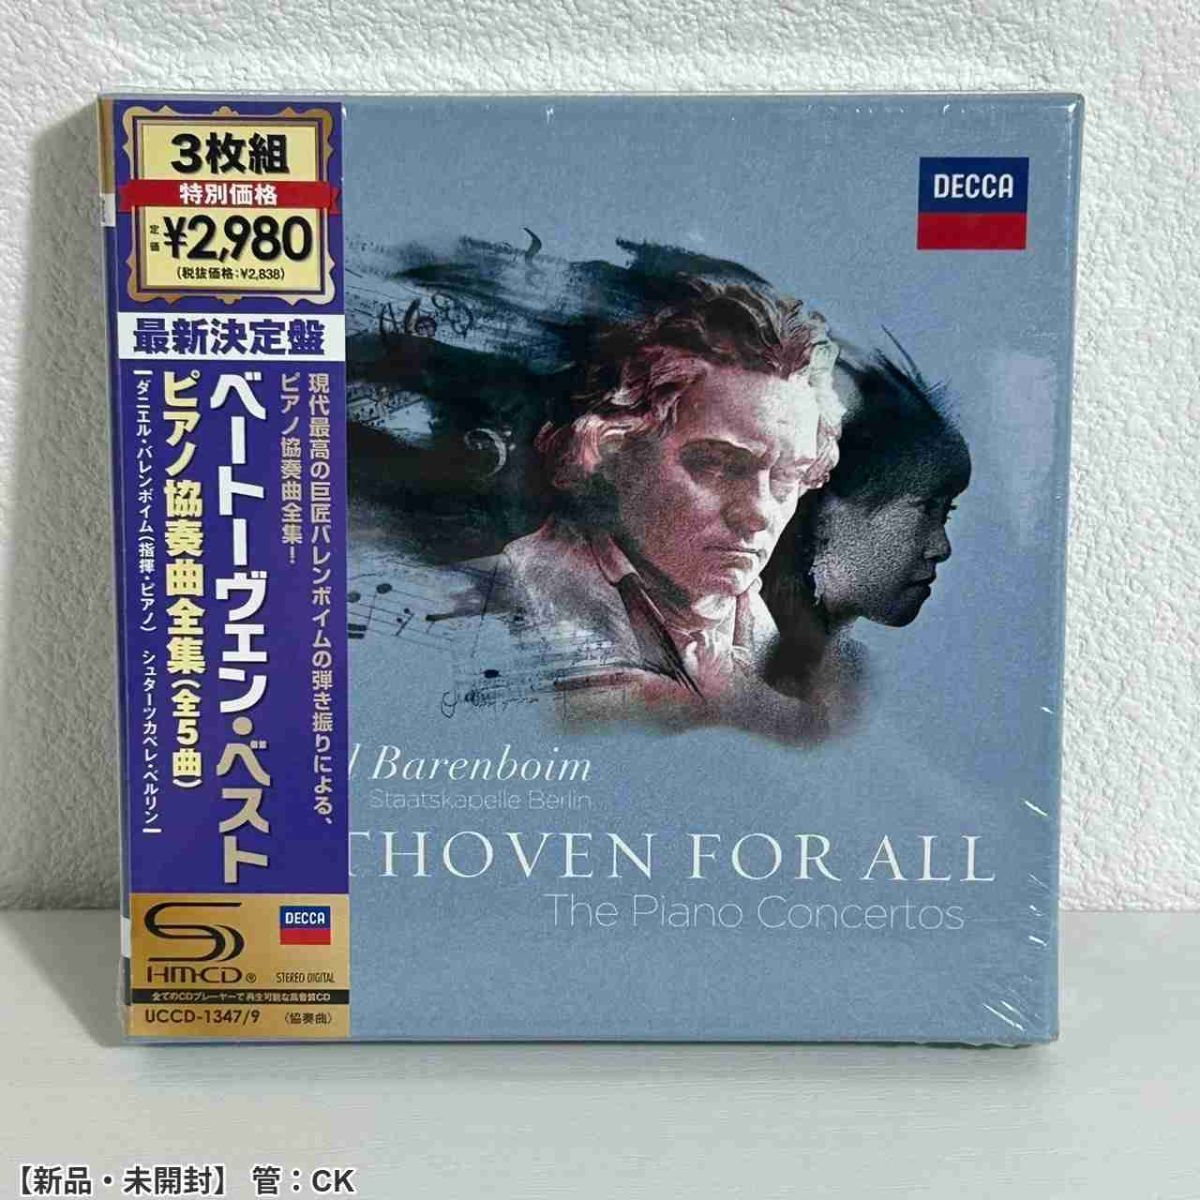 3枚組
特別価格
定価 ¥2,980
(税抜価格:¥2,838)
最新決定盤
現代最高の巨匠バレンボイムの弾き振りによる、
ピアノ協奏曲全集!
ベートーヴェン・ベスト
ピアノ協奏曲全集(全5曲)
[ダニエル・バレンボイム(指揮・ピアノ) シュターツカペレ・ベルリン]
SHM-CD®
DECCA
STEREO DIGITAL
全てのCDプレーヤーで再生可能な高音質CD
UCCD-1347/9 (協奏曲)
DECCA
l Barenboim
Staatskapelle Berlin
THOVEN FOR ALL
The Piano Concertos
【新品・未開封】 管:CK